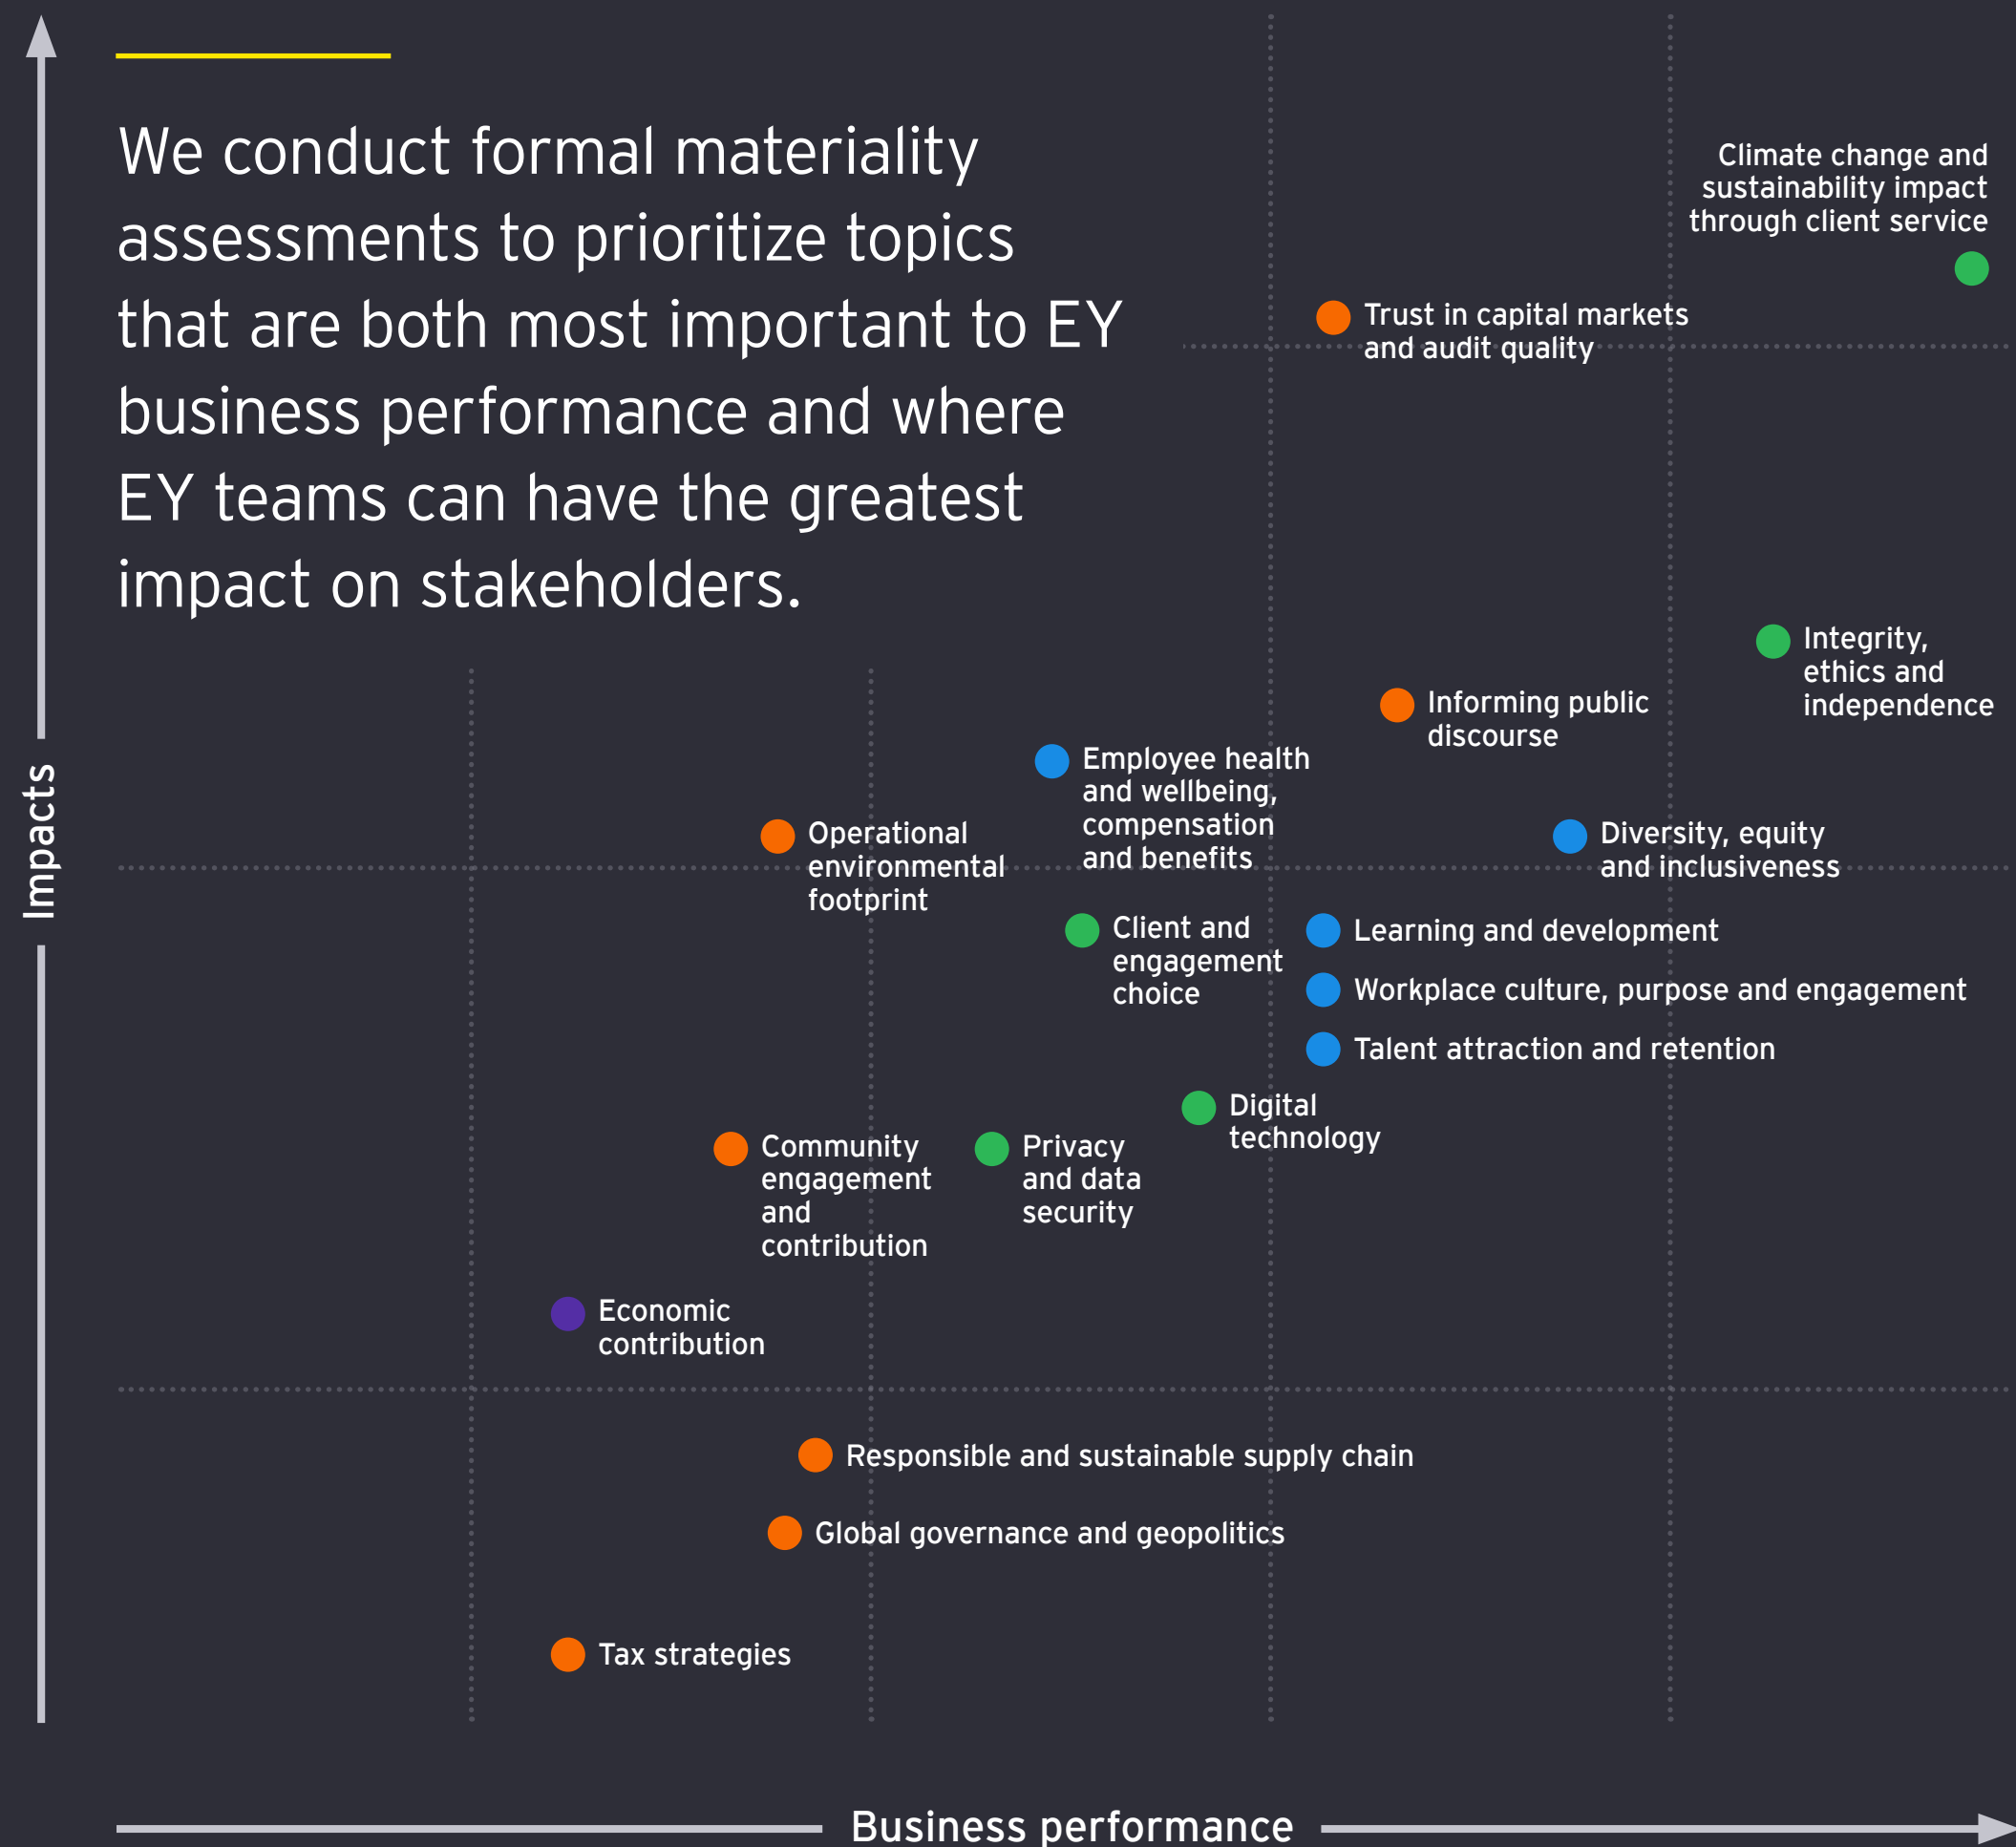 We conduct formal materiality
assessments to prioritize topics
that are both most important to EY
business performance and where
EY teams can have the greatest
impact on stakeholders.
Climate change and
sustainability impact
through client service
Trust in capital markets
and audit quality
Integrity,
ethics and
independence
Informing public
discourse
Employee health
and wellbeing,
compensation
and benefits
Operational
environmental
footprint
Diversity, equity
and inclusiveness
Client and
engagement
choice
Learning and development
Workplace culture, purpose and engagement
Talent attraction and retention
Digital
technology
Community
engagement
and
contribution
Privacy
and data
security
Economic
contribution
Responsible and sustainable supply chain
Global governance and geopolitics
Tax strategies
Impacts
Business performance